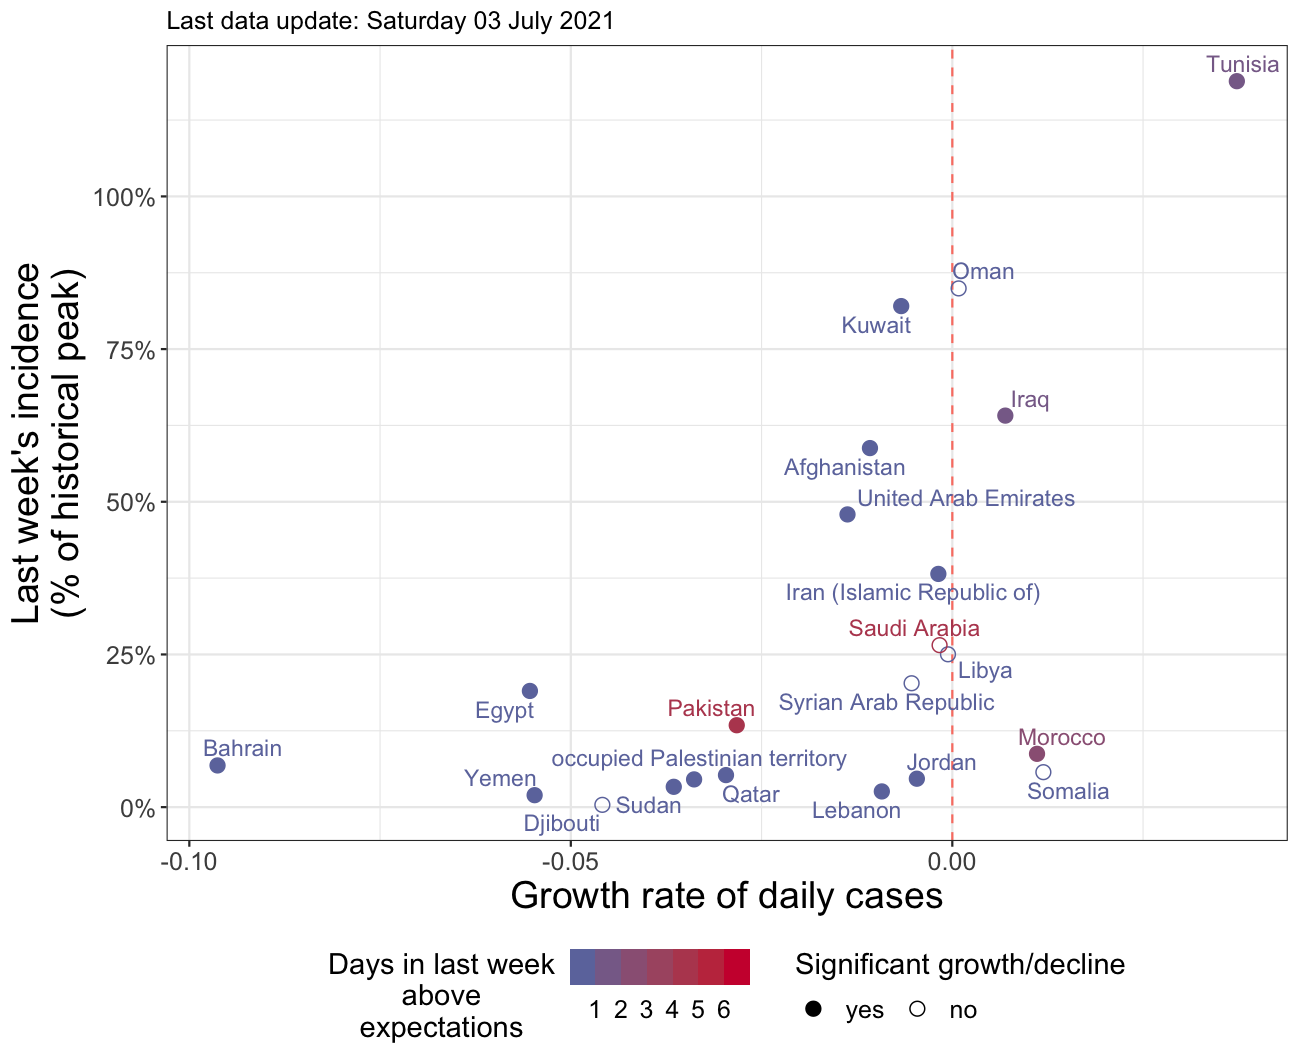 Last data update: Saturday 03 July 2021
Tunisia
100%
Oman
Kuwait
75%
Iraq
Afghanistan
United Arab Emirates
50%
Iran (Islamic Republic of)
Saudi Arabia
25%
Libya
Syrian Arab Republic
Egypt
Pakistan
Morocco
Bahrain
occupied Palestinian territory
Jordan
Yemen
Qatar
Somalia
Sudan
Lebanon
0%
Djibouti
-0.10
-0.05
0.00
Last week's incidence
(% of historical peak)
Growth rate of daily cases
Days in last week
above
expectations
1 2 3 4 5 6
Significant growth/decline
yes
no